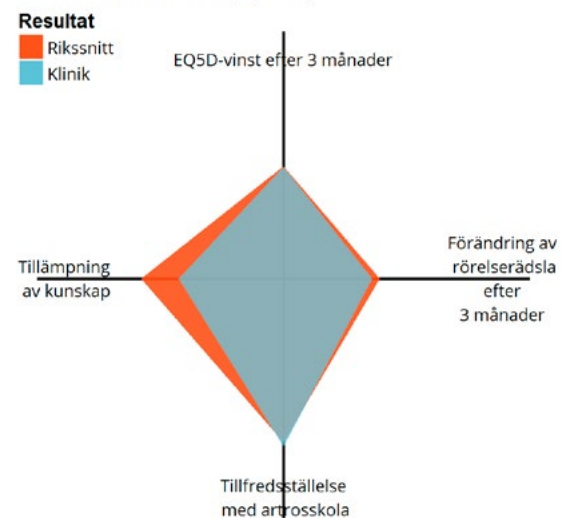 Resultat
Rikssnitt
Klinik
EQ5D-vinst efter 3 månader
Förändring av
rörelserädsla
efter
3 månader
Tillämpning
av kunskap
Tillfredsställelse
med artrosskola